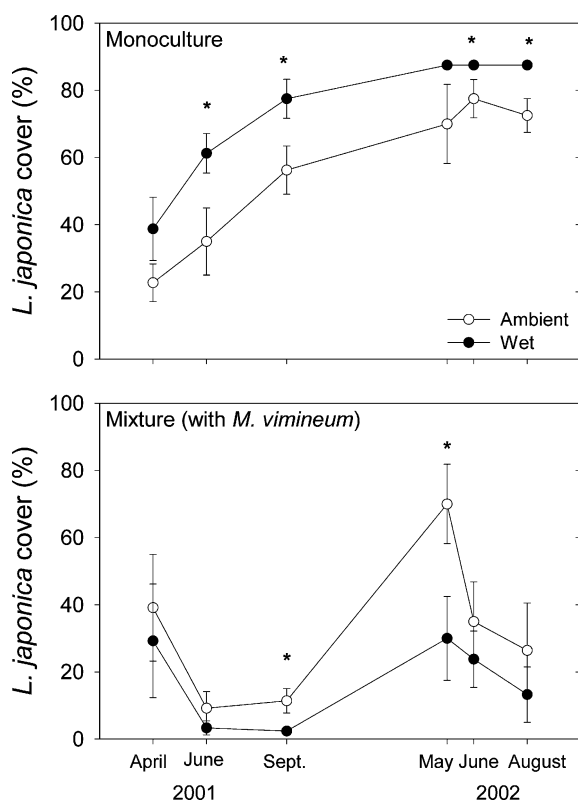 100
Monoculture
*
*
*
*
80
60
40
20
0
L. japonica cover (%)
Ambient
Wet
100
Mixture (with M. vimineum)
*
*
80
60
40
20
0
L. japonica cover (%)
April June Sept. May June August
2001 2002